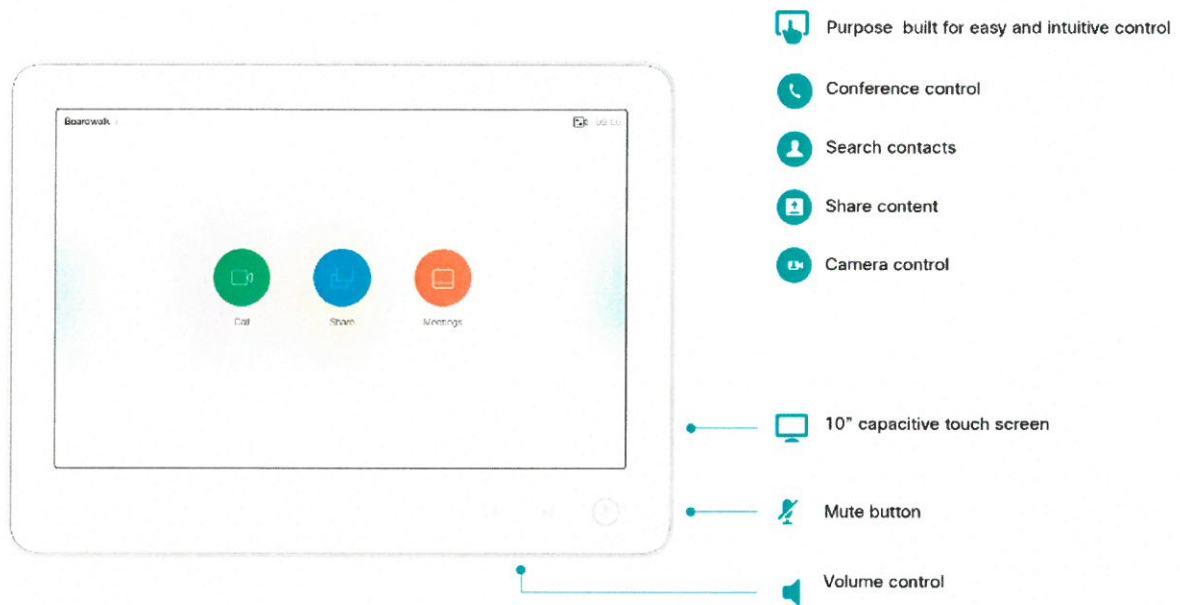 Purpose built for easy and intuitive control
Conference control
Search contacts
Share content
Camera control
Boardwalk
Call
Share
Meetings
10" capacitive touch screen
Mute button
Volume control